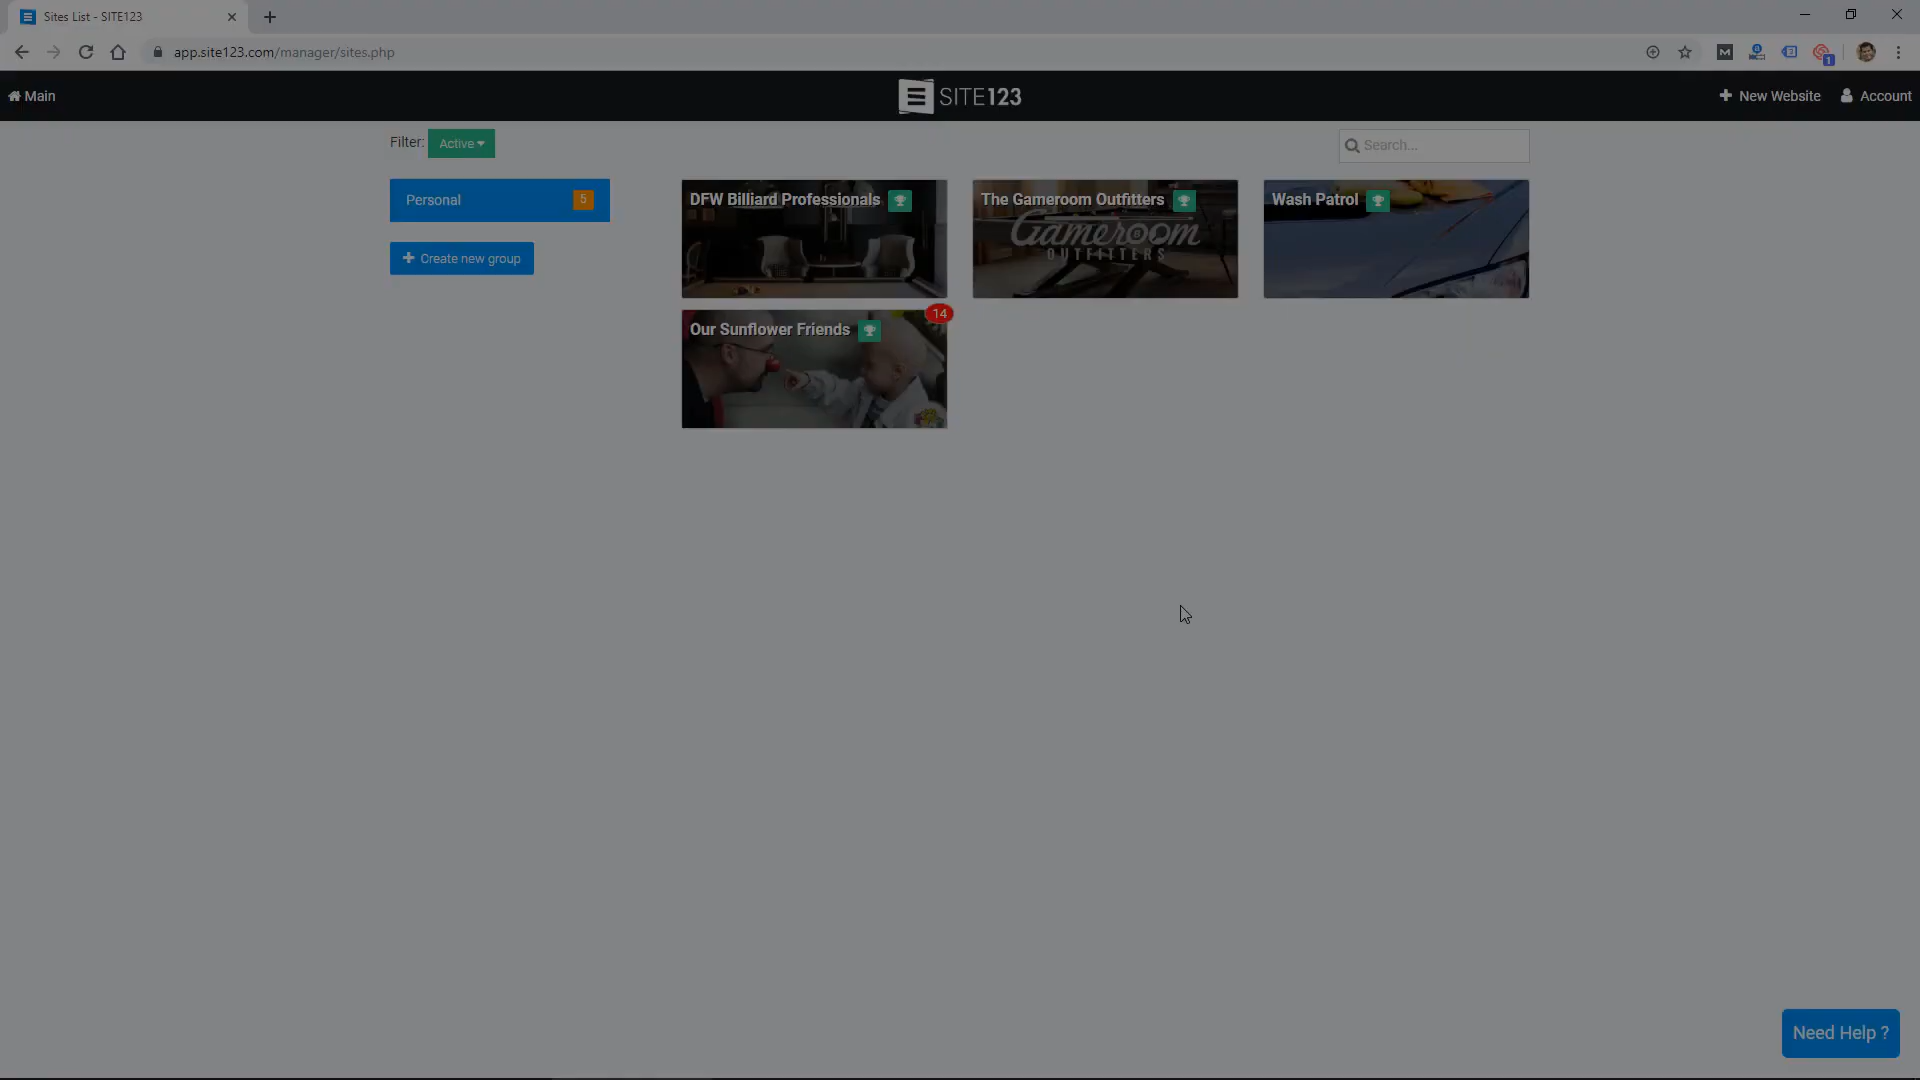 Sites List - SITE123
app.site123.com/manager/sites.php
1
Main
SITE123
New Website
Account
Filter:
Active
Search...
Personal
5
Create new group
DFW Billiard Professionals
The Gameroom Outfitters
Gameroom
OUTFITTERS
Wash Patrol
Our Sunflower Friends
14
Need Help ?